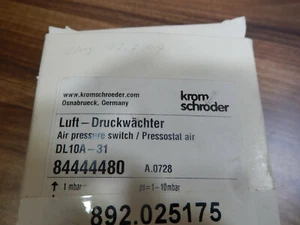 www.kromschroeder.com
Osnabrueck, Germany
krom
schroder
Luft - Druckwächter
Air pressure switch / Pressostat air
DL10A-31
84444480 A.0728
↑ 1 mbar ps=1-10mbar
892.025175